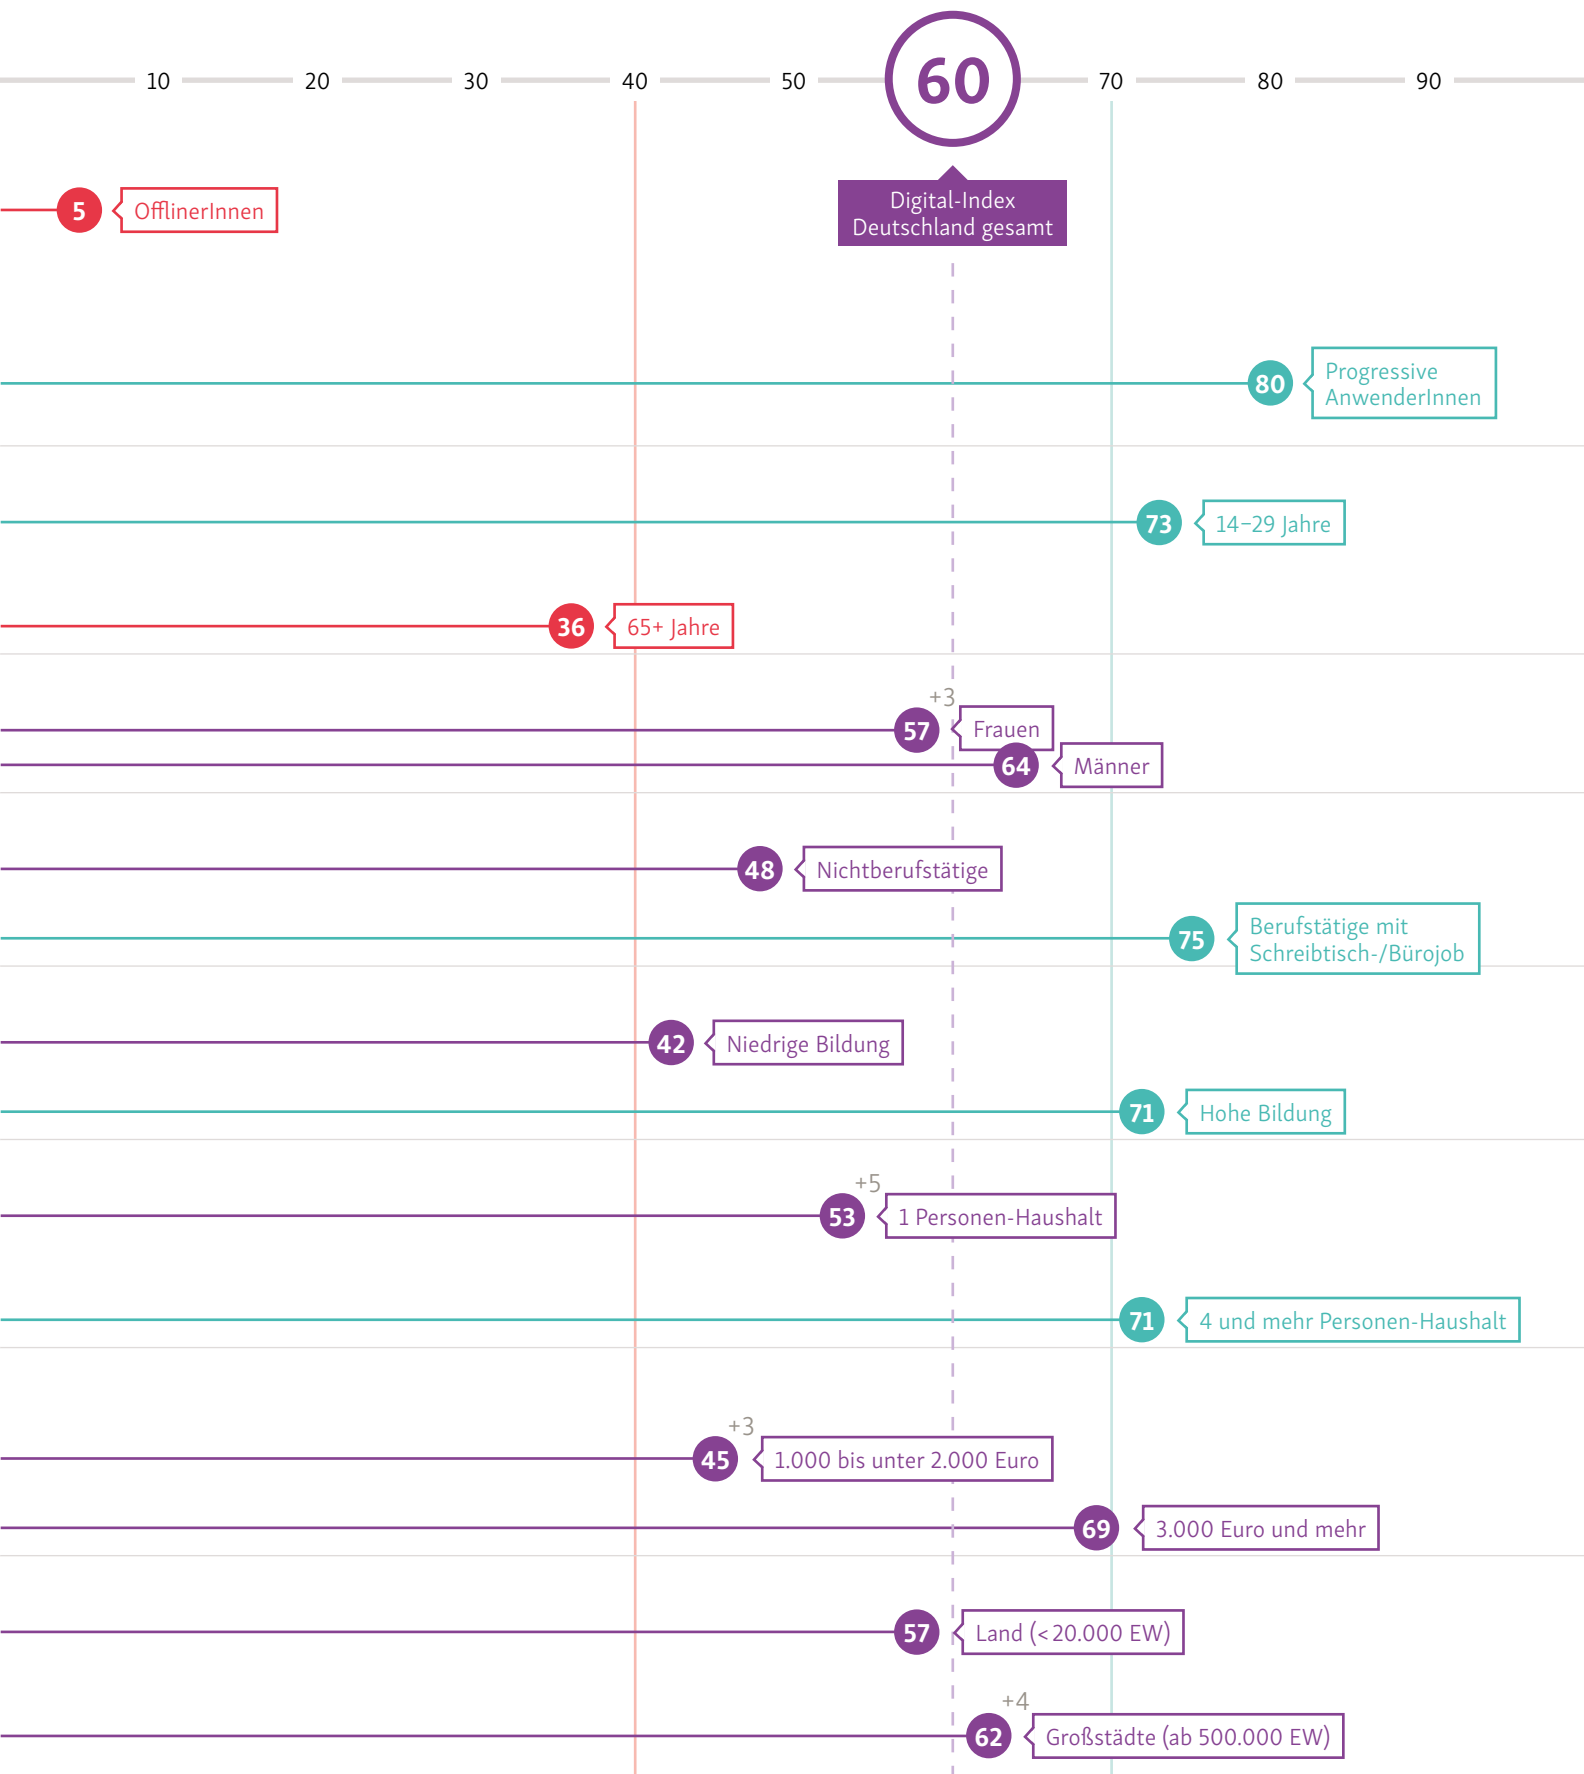 10 20 30 40 50 60 70 80 90
Digital-Index
Deutschland gesamt
5 OfflinerInnen
80 Progressive
AnwenderInnen
73 14–29 Jahre
36 65+ Jahre
+3
57 Frauen
64 Männer
48 Nichtberufstätige
75 Berufstätige mit
Schreibtisch-/Bürojob
42 Niedrige Bildung
71 Hohe Bildung
+5
53 1 Personen-Haushalt
71 4 und mehr Personen-Haushalt
+3
45 1.000 bis unter 2.000 Euro
69 3.000 Euro und mehr
57 Land (<20.000 EW)
+4
62 Großstädte (ab 500.000 EW)